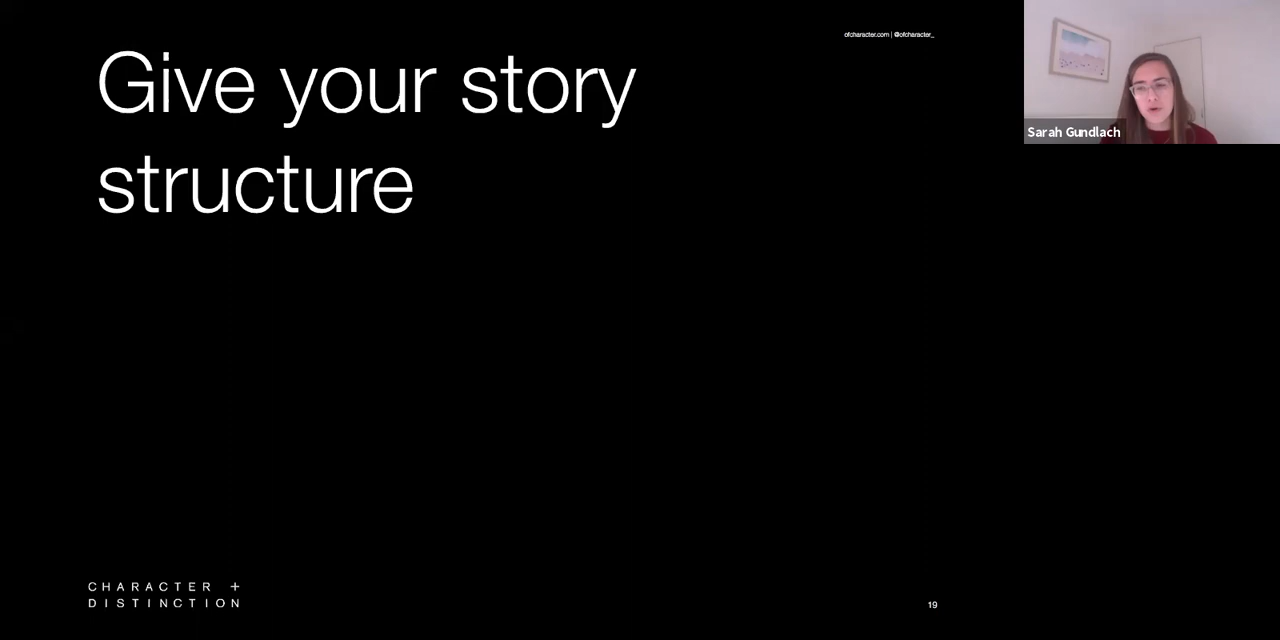 ofcharacter.com | @ofcharacter_
Give your story
structure
Sarah Gundlach
CHARACTER +
DISTINCTION
19